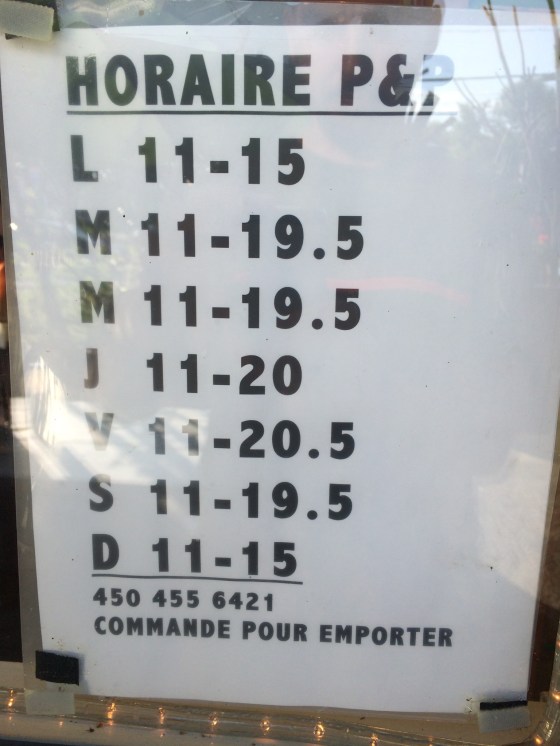 HORAIRE P&P
L 11-15
M 11-19.5
M 11-19.5
J 11-20
V 11-20.5
S 11-19.5
D 11-15
450 455 6421
COMMANDE POUR EMPORTER